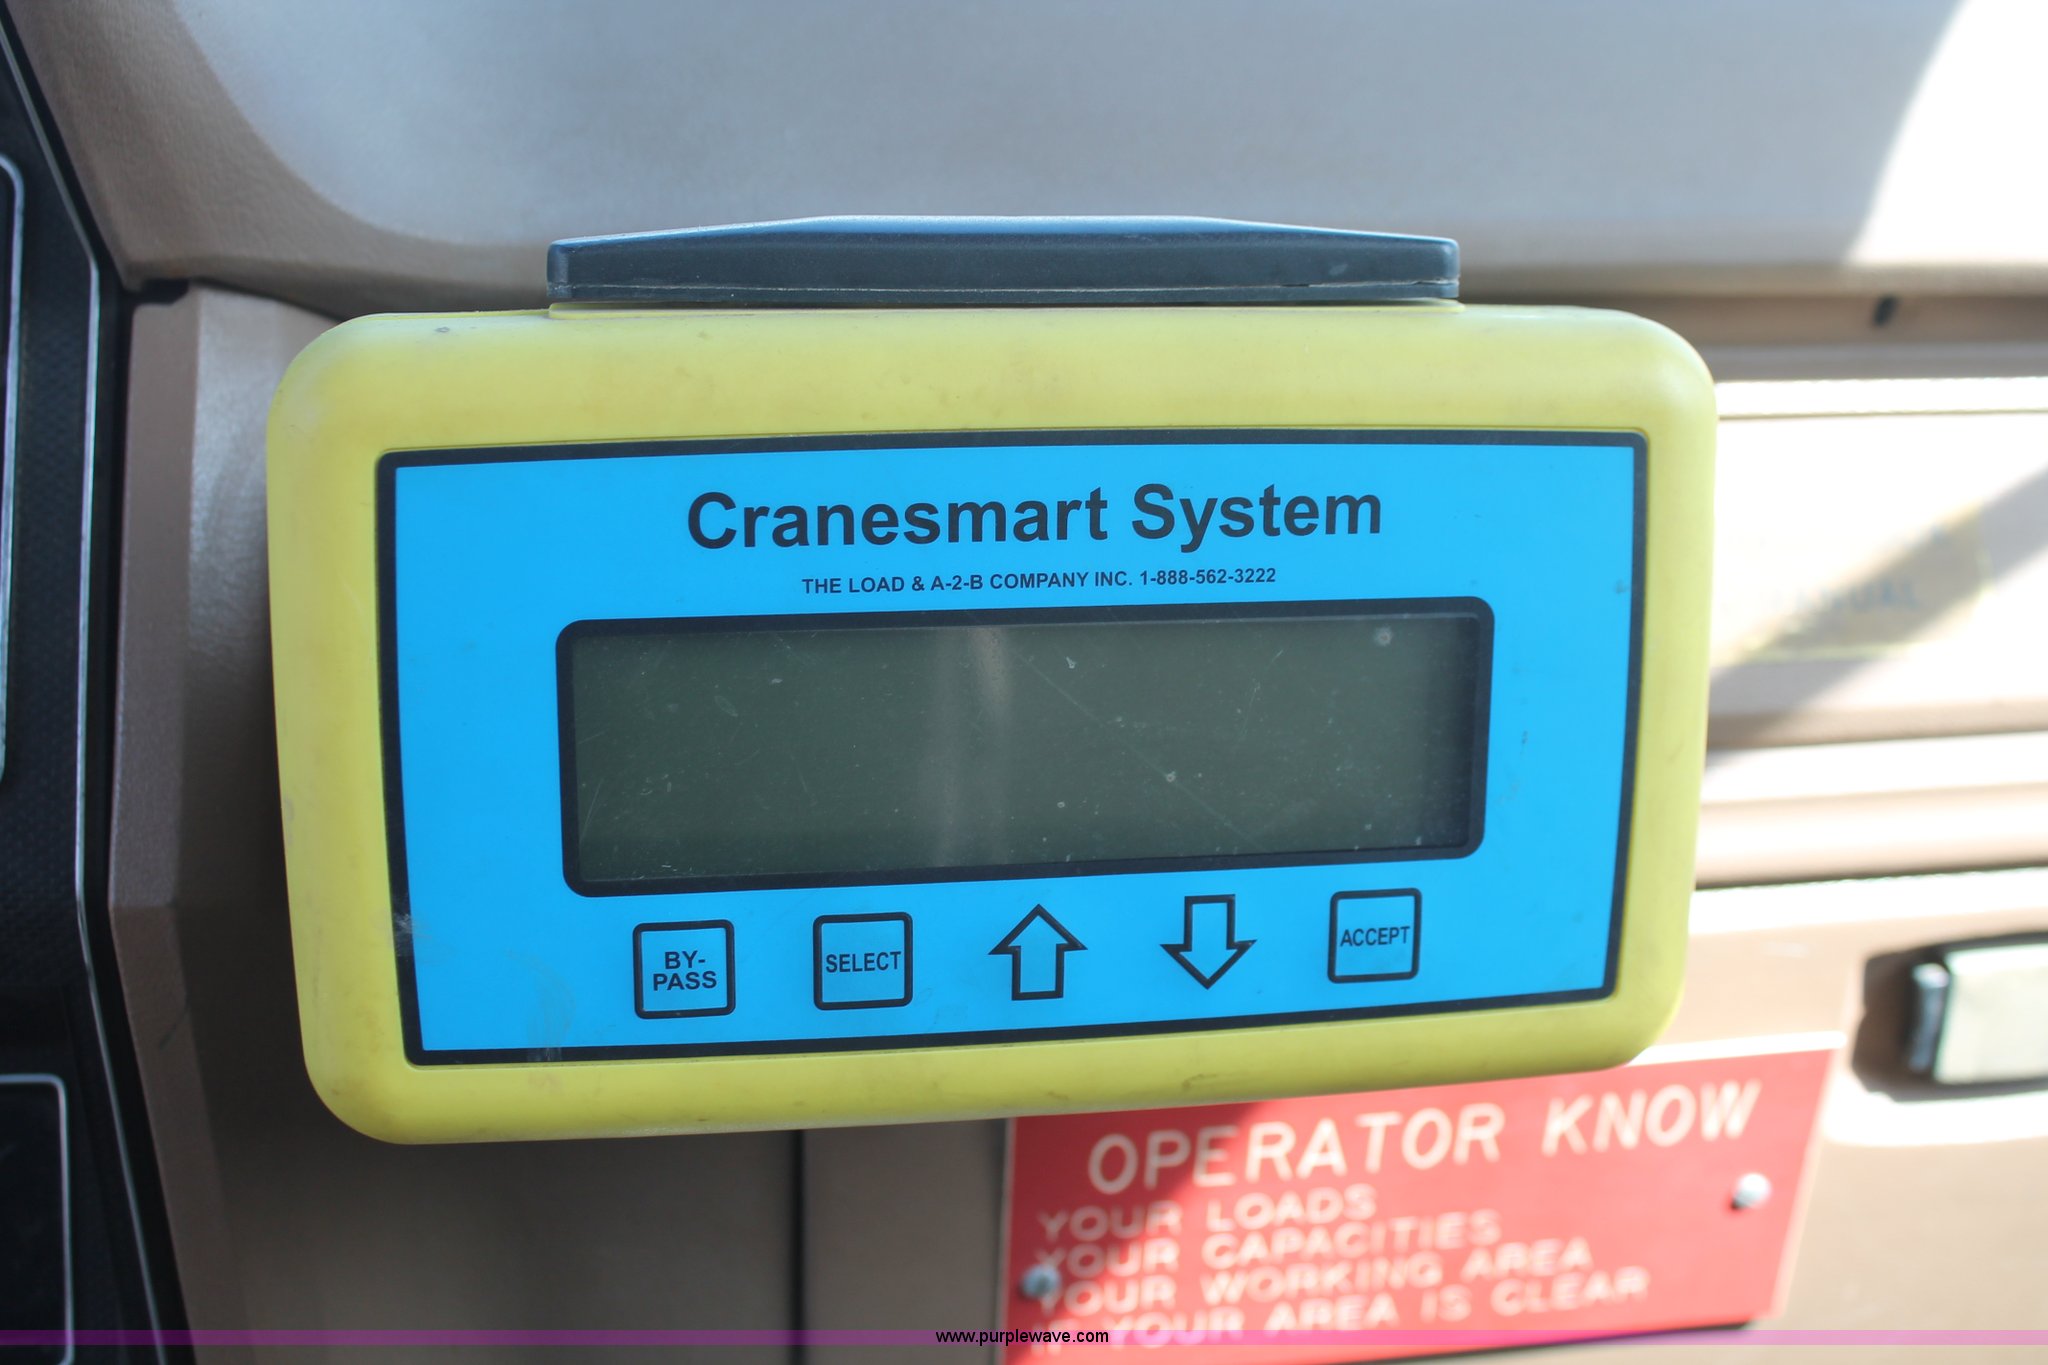 Cranesmart System
THE LOAD & A-2-B COMPANY INC. 1-888-562-3222
BY-
PASS
SELECT
ACCEPT
OPERATOR KNOW
YOUR LOADS
YOUR CAPACITIES
YOUR WORKING AREA
IF YOUR AREA IS CLEAR
www.purplewave.com